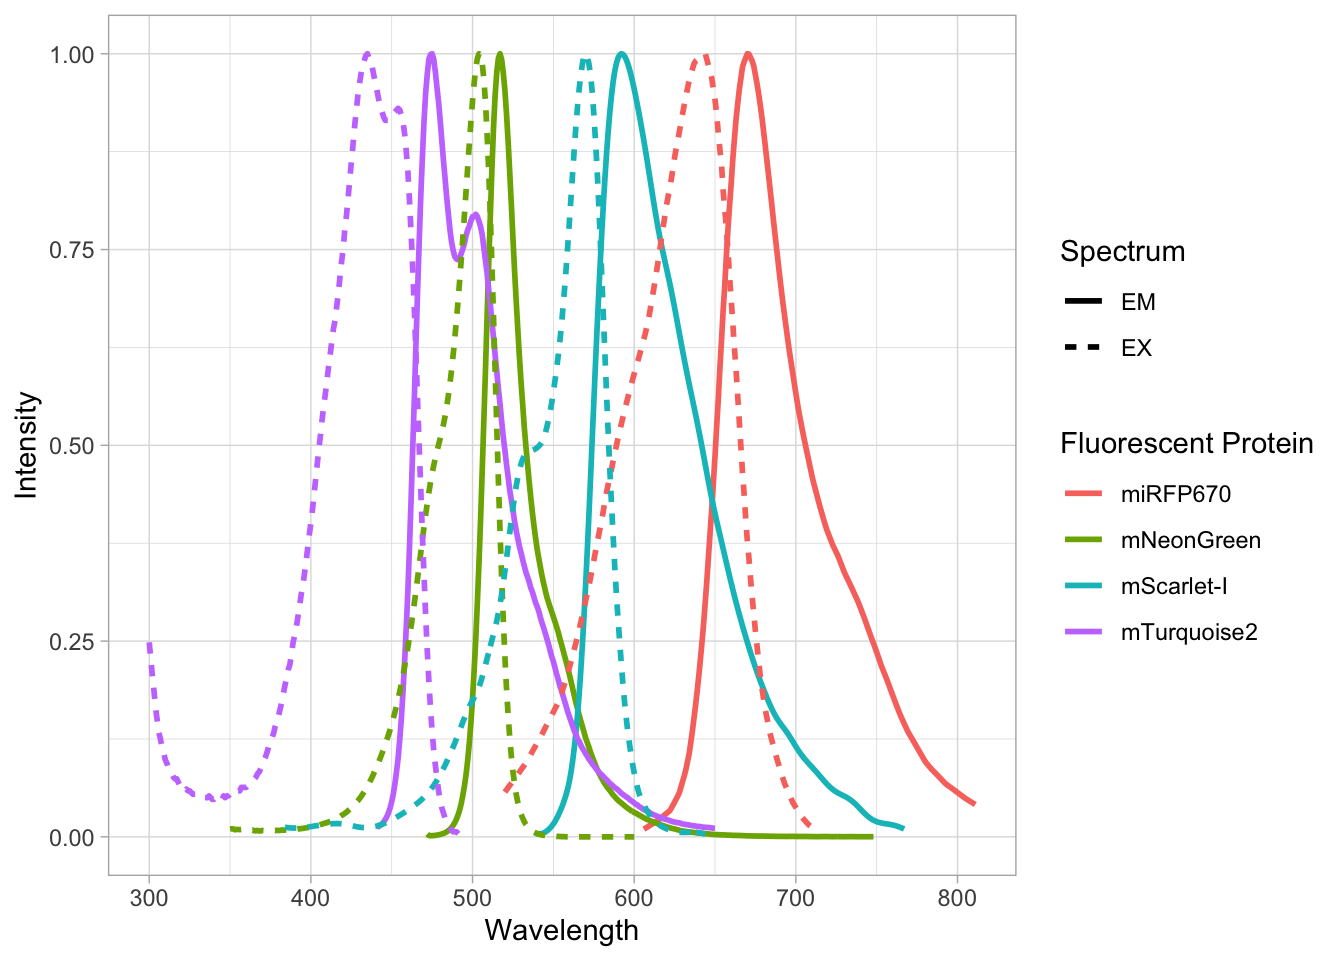 1.00
0.75
0.50
0.25
0.00
Intensity
300 400 500 600 700 800
Wavelength
Spectrum
EM
EX
Fluorescent Protein
miRFP670
mNeonGreen
mScarlet-I
mTurquoise2